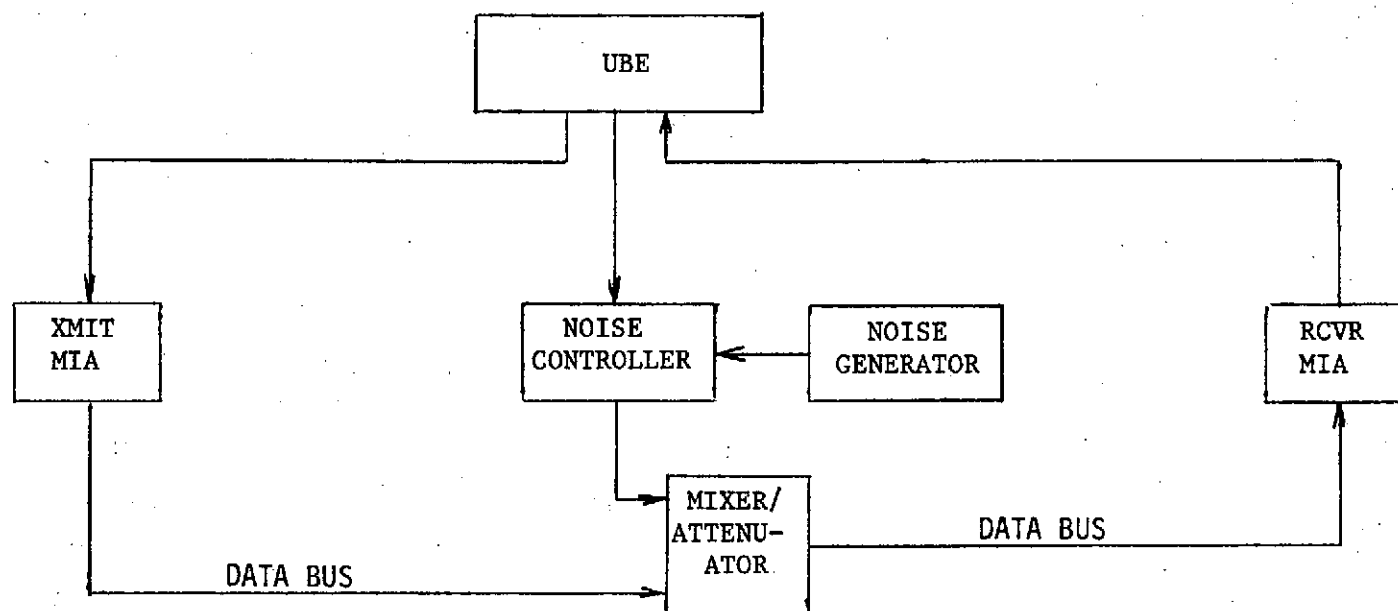 UBE
XMIT
MIA
NOISE
CONTROLLER
NOISE
GENERATOR
RCVR
MIA
MIXER/
ATTENU-
ATOR
DATA BUS
DATA BUS